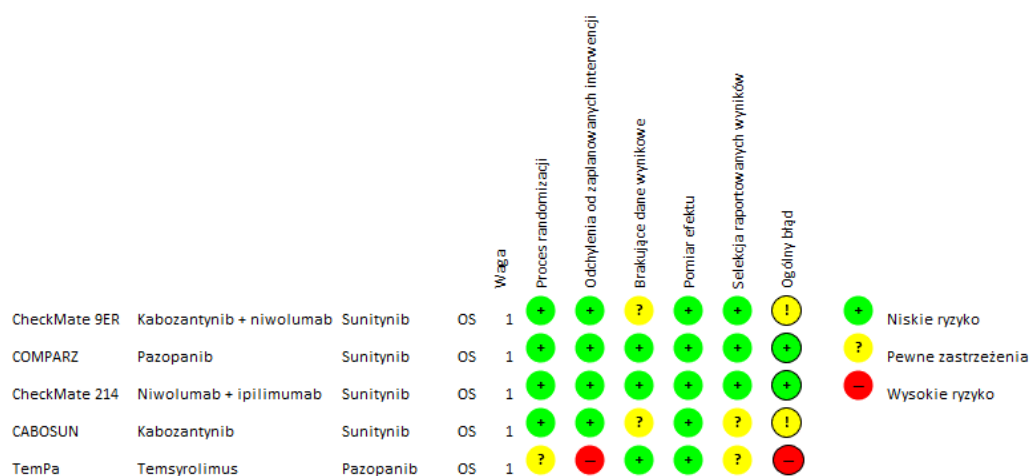 Waga
Proces randomizacji
Odchylenia od zaplanowanych interwencji
Brakujące dane wynikowe
Pomiar efektu
Selekcja raportowanych wyników
Ogólny błąd
CheckMate 9ER Kabozantynib + niwolumab Sunitynib OS 1 + + ? + + !
COMPARZ Pazopanib Sunitynib OS 1 + + + + + +
CheckMate 214 Niwolumab + ipilimumab Sunitynib OS 1 + + + + + +
CABOSUN Kabozantynib Sunitynib OS 1 + + ? + ? !
TemPa Temsyrolimus Pazopanib OS 1 ? − + + ? −
+ Niskie ryzyko
? Pewne zastrzeżenia
− Wysokie ryzyko